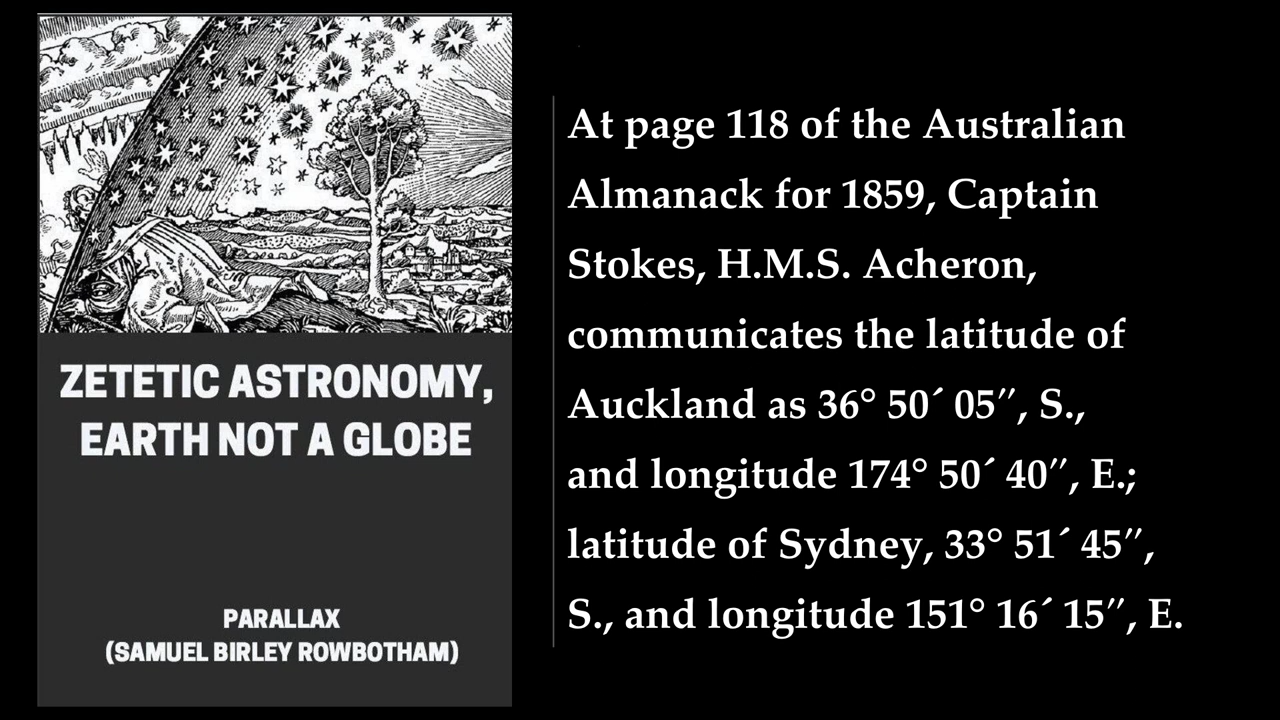 ZETETIC ASTRONOMY,
EARTH NOT A GLOBE
PARALLAX
(SAMUEL BIRLEY ROWBOTHAM)
At page 118 of the Australian
Almanack for 1859, Captain
Stokes, H.M.S. Acheron,
communicates the latitude of
Auckland as 36° 50´ 05″, S.,
and longitude 174° 50´ 40″, E.;
latitude of Sydney, 33° 51´ 45″,
S., and longitude 151° 16´ 15″, E.